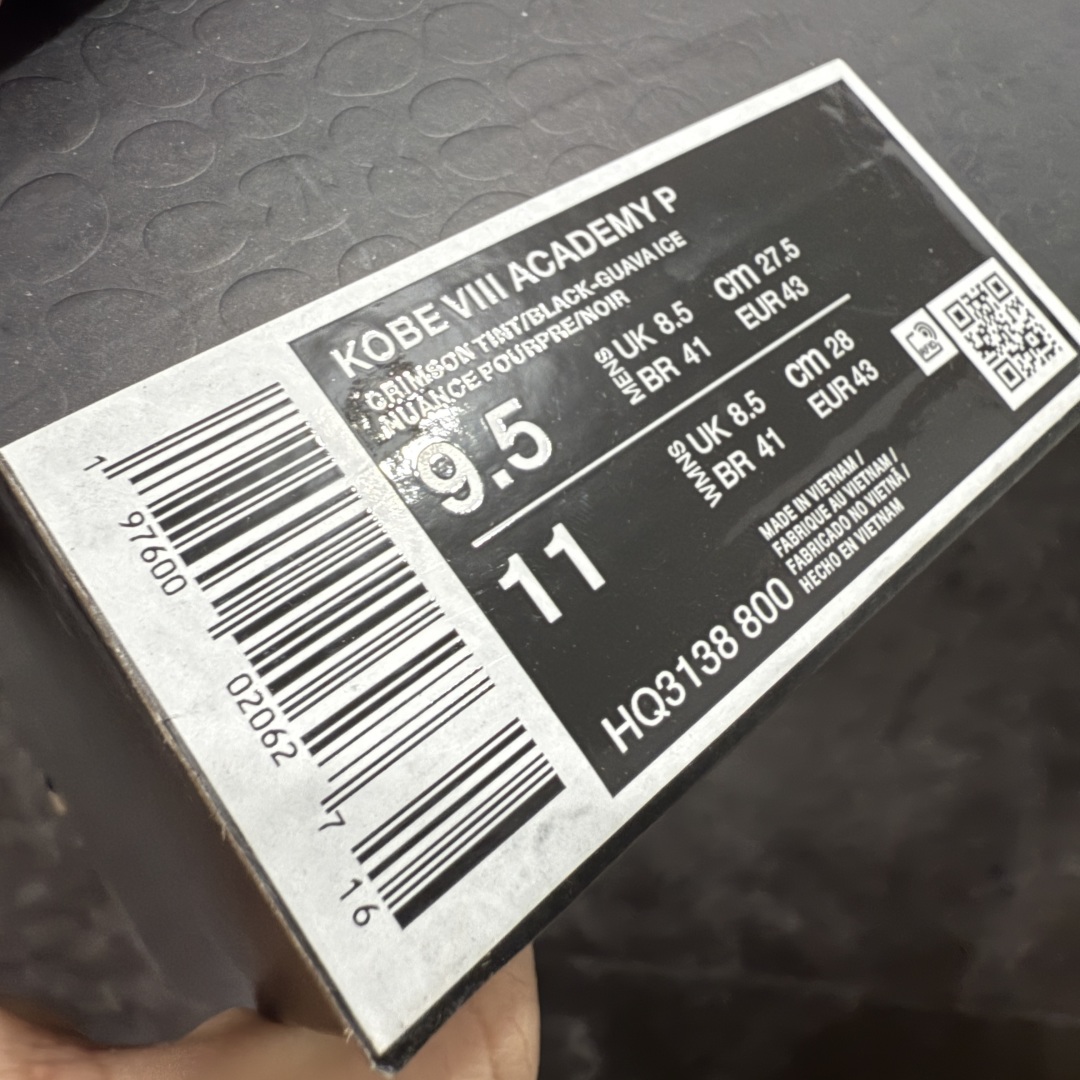 KOBE VIII ACADEMY P
CRIMSON TINT/BLACK-GUAVA ICE
NUANCE POURPRE/NOIR
9.5
MENS
UK 8.5
cm 27.5
BR 41
EUR 43
11
WMNS
UK 8.5
cm 28
BR 41
EUR 43
HQ3138 800
MADE IN VIETNAM /
FABRIQUE AU VIETNAM /
FABRICADO NO VIETNÃ /
HECHO EN VIETNAM
1
97600
02062
7
16